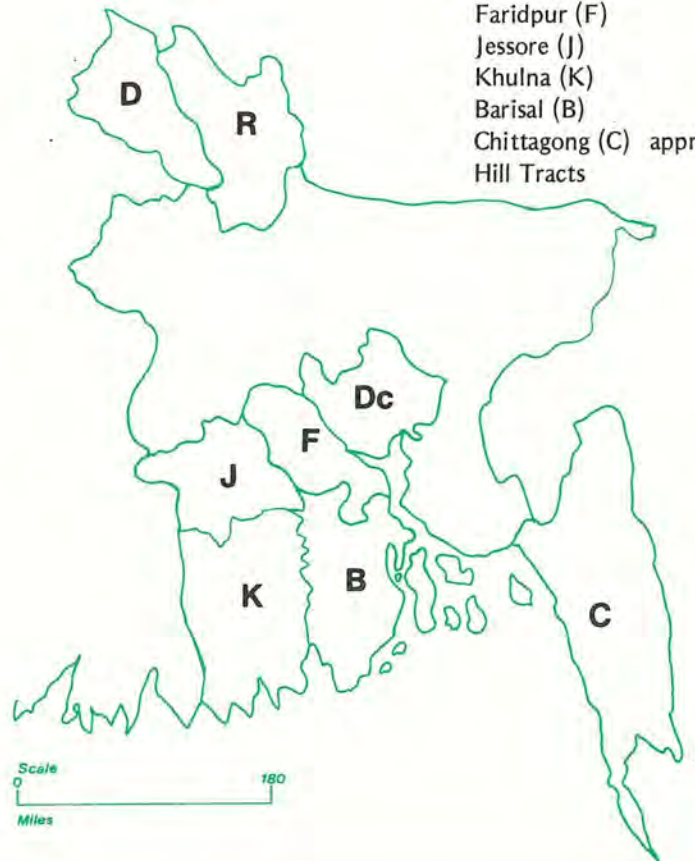 Faridpur (F)
Jessore (J)
Khulna (K)
Barisal (B)
Chittagong (C) appr
Hill Tracts
D
R
Dc
F
J
K
B
C
Scale
0 180
Miles